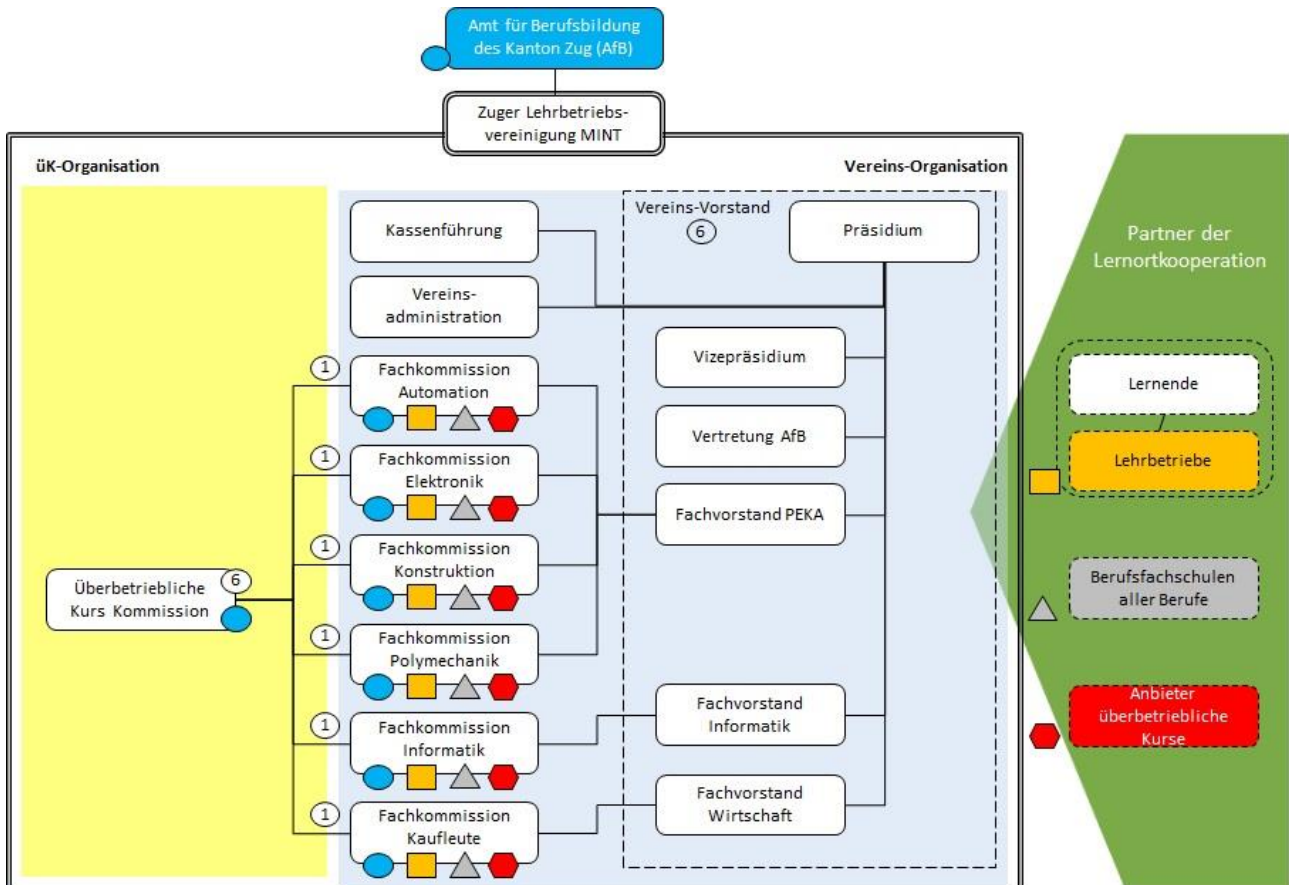 Amt für Berufsbildung
des Kanton Zug (AfB)
Zuger Lehrbetriebs-
vereinigung MINT
üK-Organisation
Vereins-Organisation
Kassenführung
Vereins-Vorstand
6
Präsidium
Partner der
Lernortkooperation
Vereins-
administration
Vizepräsidium
1
Fachkommission
Automation
Lernende
Vertretung AfB
Lehrbetriebe
1
Fachkommission
Elektronik
Fachvorstand PEKA
1
Fachkommission
Konstruktion
Überbetriebliche
Kurs Kommission
6
Berufsfachschulen
aller Berufe
1
Fachkommission
Polymechanik
Fachvorstand
Informatik
Anbieter
überbetriebliche
Kurse
1
Fachkommission
Informatik
Fachvorstand
Wirtschaft
1
Fachkommission
Kaufleute